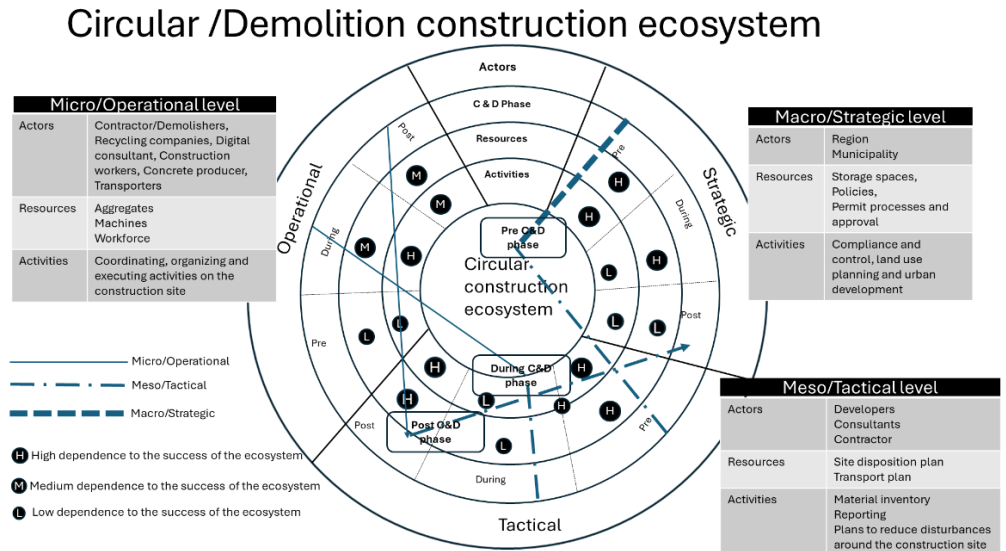 Circular /Demolition construction ecosystem
Micro/Operational level
Actors
Contractor/Demolishers,
Recycling companies, Digital
consultant, Construction
workers, Concrete producer,
Transporters
Resources
Aggregates
Machines
Workforce
Activities
Coordinating, organizing and
executing activities on the
construction site
Micro/Operational
Meso/Tactical
Macro/Strategic
H High dependence to the success of the ecosystem
M Medium dependence to the success of the ecosystem
L Low dependence to the success of the ecosystem
Actors
C & D Phase
Resources
Activities
Operational
Post
During
Pre
M
M
M
H
L
L
Strategic
Pre
During
Post
H
H
H
L
L
L
Pre C&D
phase
Circular
construction
ecosystem
During C&D
phase
Post C&D
phase
H
H
L
L
H
H
H
Post
During
Pre
Tactical
Macro/Strategic level
Actors
Region
Municipality
Resources
Storage spaces,
Policies,
Permit processes and
approval
Activities
Compliance and
control, land use
planning and urban
development
Meso/Tactical level
Actors
Developers
Consultants
Contractor
Resources
Site disposition plan
Transport plan
Activities
Material inventory
Reporting
Plans to reduce disturbances
around the construction site